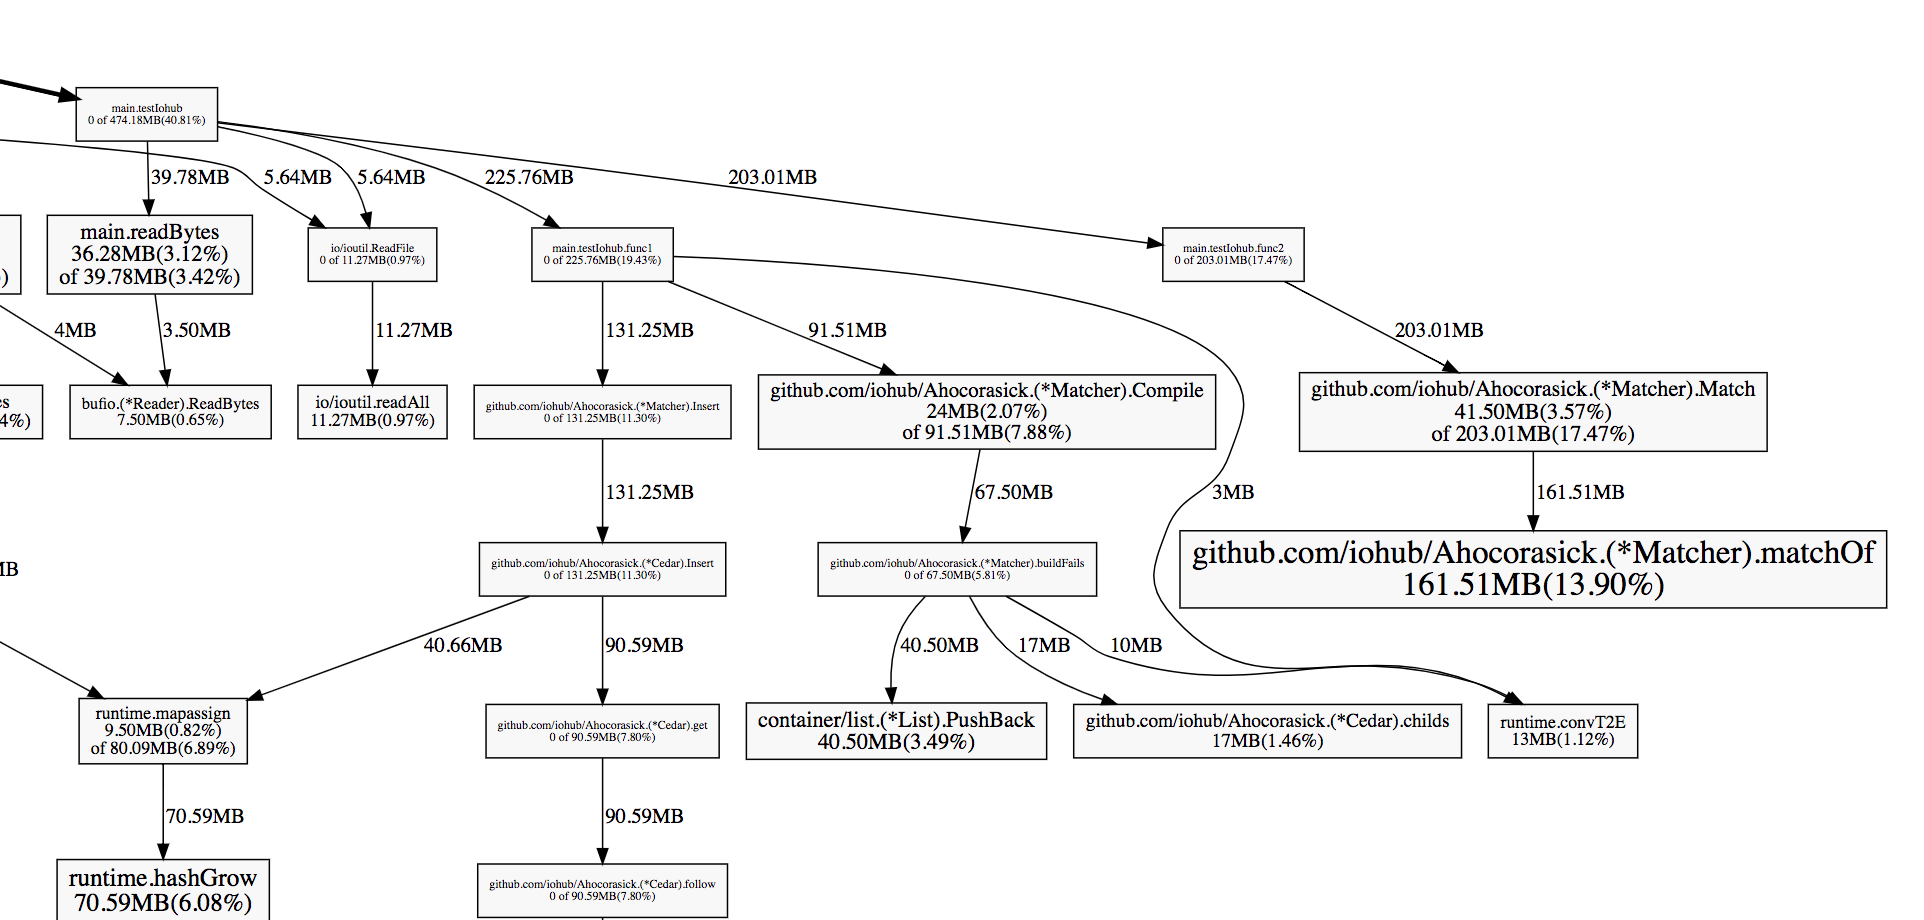 main.testIohub
0 of 474.18MB(40.81%)
39.78MB
5.64MB
5.64MB
225.76MB
203.01MB
main.readBytes
36.28MB(3.12%)
of 39.78MB(3.42%)
io/ioutil.ReadFile
0 of 11.27MB(0.97%)
main.testIohub.func1
0 of 225.76MB(19.43%)
main.testIohub.func2
0 of 203.01MB(17.47%)
)
4MB
3.50MB
11.27MB
131.25MB
91.51MB
203.01MB
es
4%)
bufio.(*Reader).ReadBytes
7.50MB(0.65%)
io/ioutil.readAll
11.27MB(0.97%)
github.com/iohub/Ahocorasick.(*Matcher).Insert
0 of 131.25MB(11.30%)
github.com/iohub/Ahocorasick.(*Matcher).Compile
24MB(2.07%)
of 91.51MB(7.88%)
github.com/iohub/Ahocorasick.(*Matcher).Match
41.50MB(3.57%)
of 203.01MB(17.47%)
131.25MB
67.50MB
3MB
161.51MB
MB
github.com/iohub/Ahocorasick.(*Cedar).Insert
0 of 131.25MB(11.30%)
github.com/iohub/Ahocorasick.(*Matcher).buildFails
0 of 67.50MB(5.81%)
github.com/iohub/Ahocorasick.(*Matcher).matchOf
161.51MB(13.90%)
40.66MB
90.59MB
40.50MB
17MB
10MB
runtime.mapassign
9.50MB(0.82%)
of 80.09MB(6.89%)
github.com/iohub/Ahocorasick.(*Cedar).get
0 of 90.59MB(7.80%)
container/list.(*List).PushBack
40.50MB(3.49%)
github.com/iohub/Ahocorasick.(*Cedar).childs
17MB(1.46%)
runtime.convT2E
13MB(1.12%)
70.59MB
90.59MB
runtime.hashGrow
70.59MB(6.08%)
github.com/iohub/Ahocorasick.(*Cedar).follow
0 of 90.59MB(7.80%)